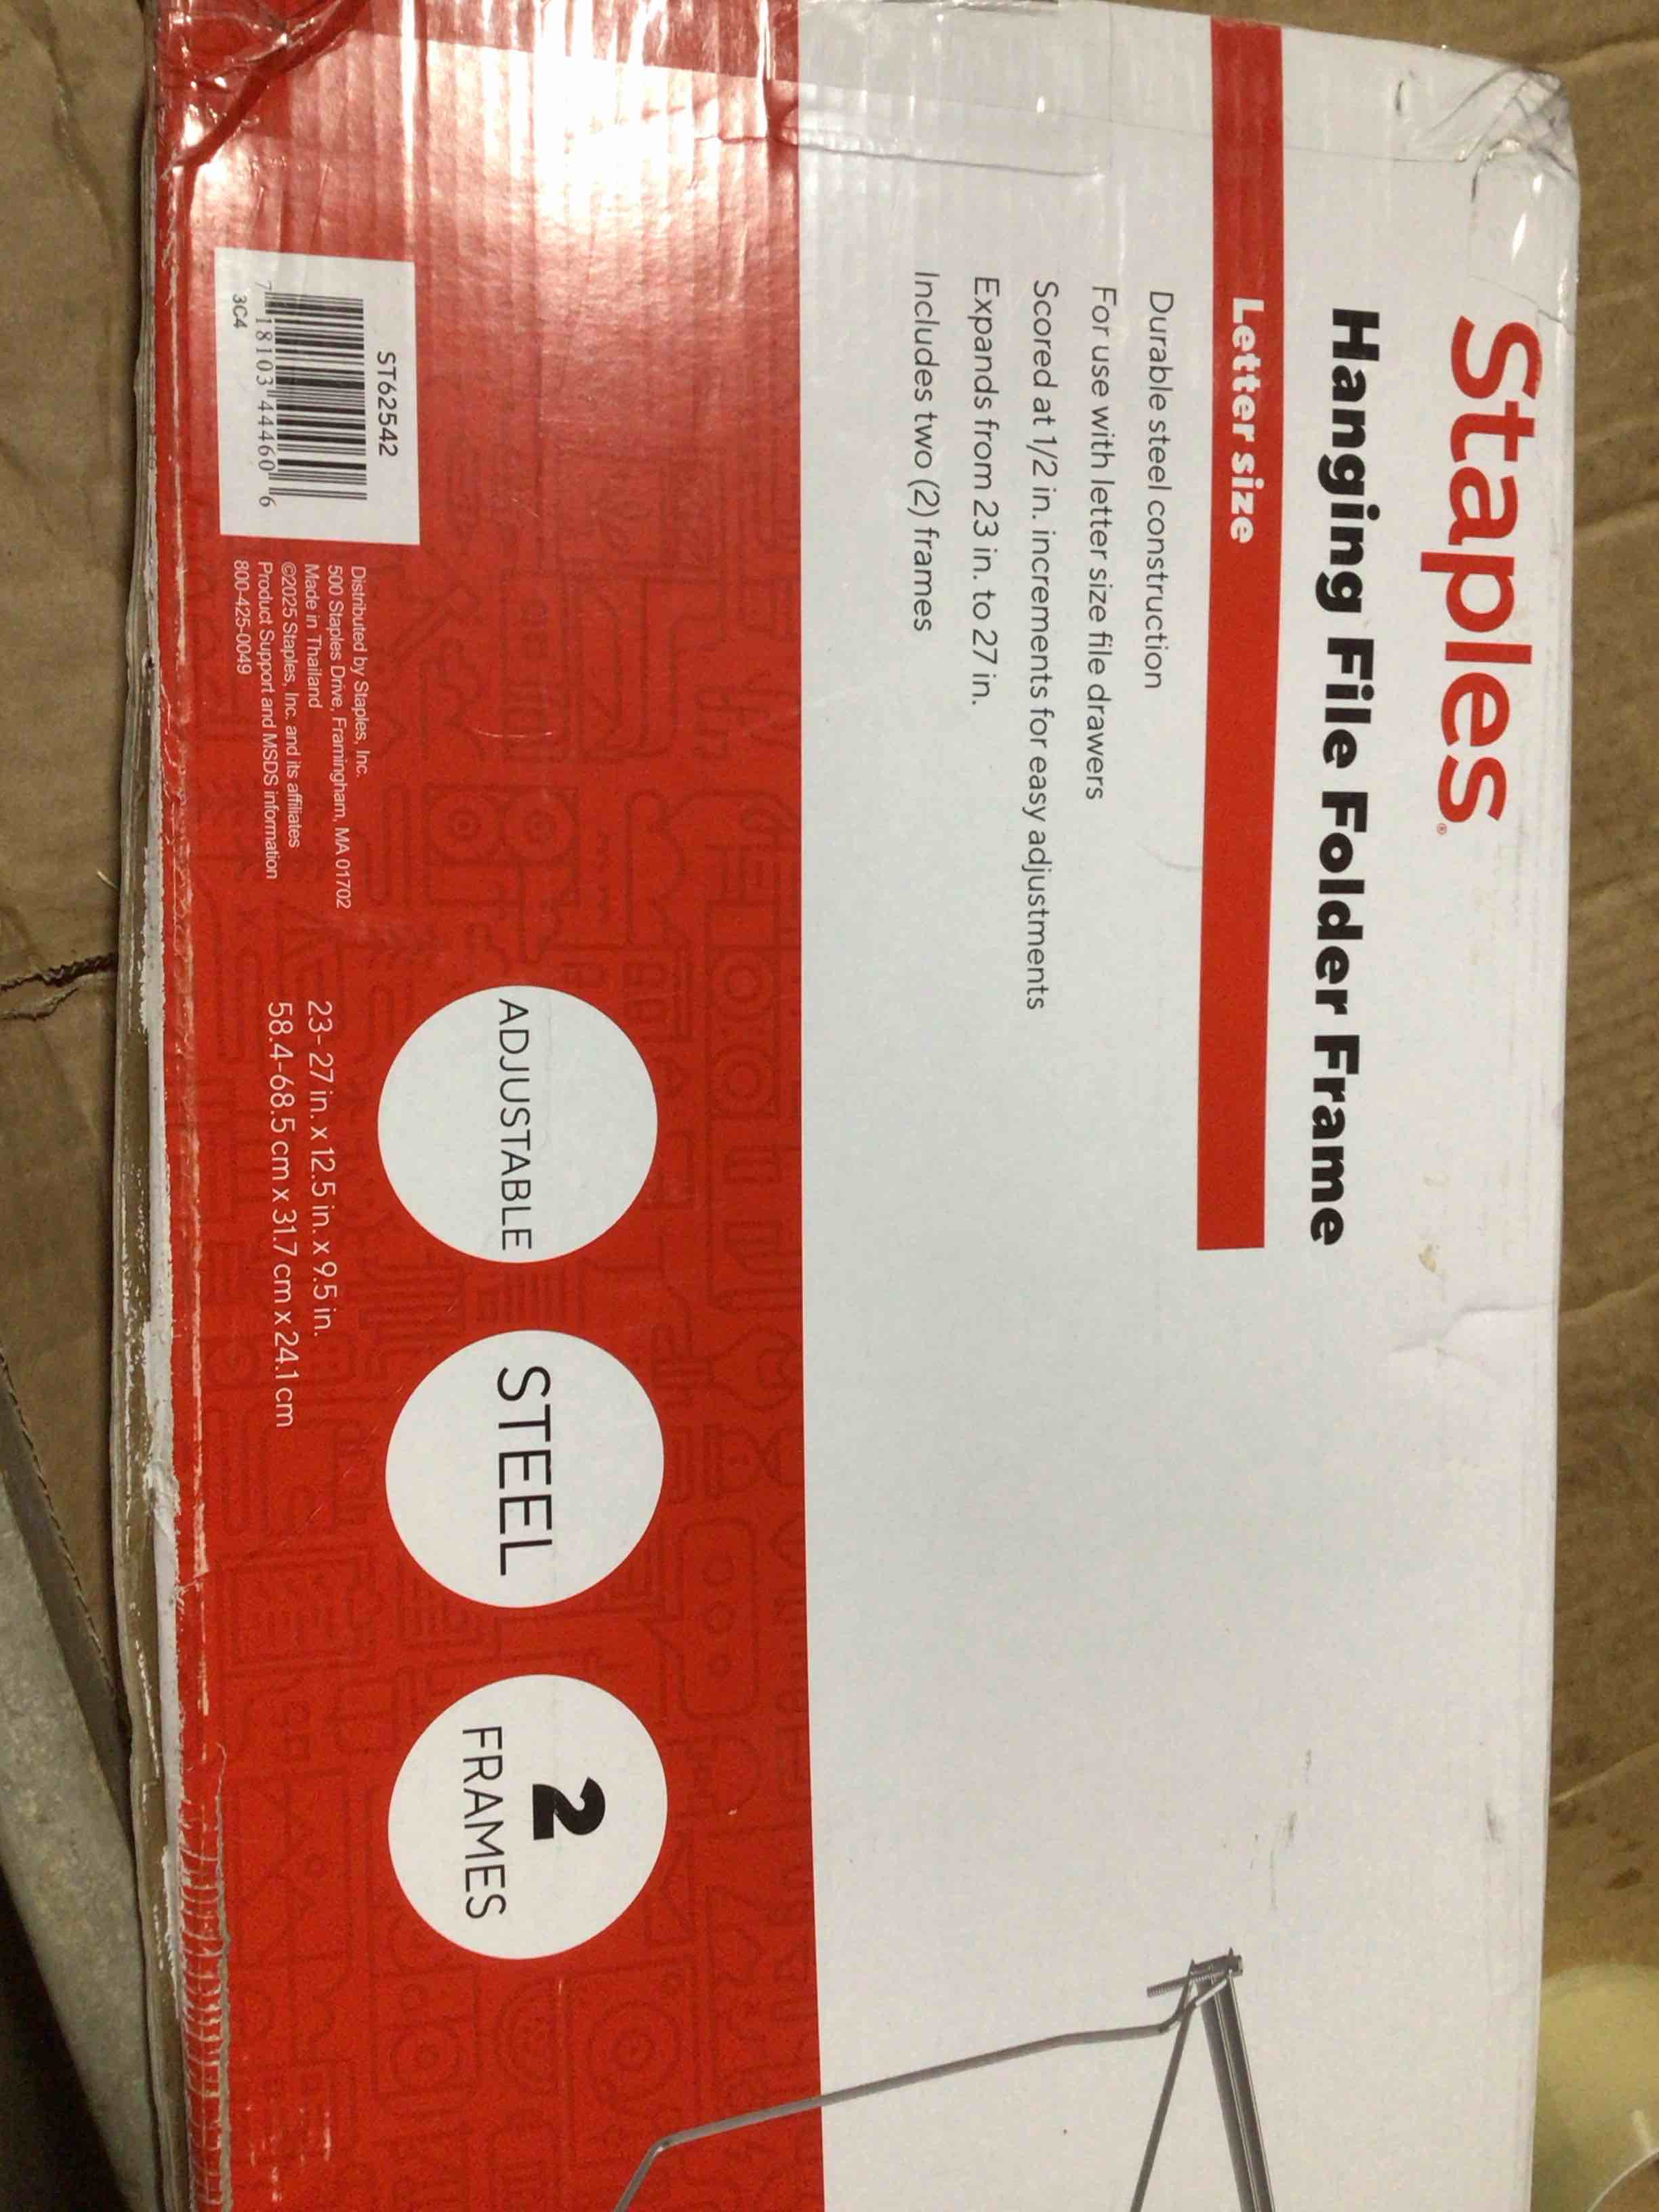 Staples®
Hanging File Folder Frame
Letter size
Durable steel construction
For use with letter size file drawers
Scored at 1/2 in. increments for easy adjustments
Expands from 23 in. to 27 in.
Includes two (2) frames
ADJUSTABLE
STEEL
2
FRAMES
ST62542
7 18103 44460 6
3C4
Distributed by Staples, Inc.
500 Staples Drive, Framingham, MA 01702
Made in Thailand
©2025 Staples, Inc. and its affiliates
Product Support and MSDS information
800-425-0049
23- 27 in. x 12.5 in. x 9.5 in.
58.4-68.5 cm x 31.7 cm x 24.1 cm